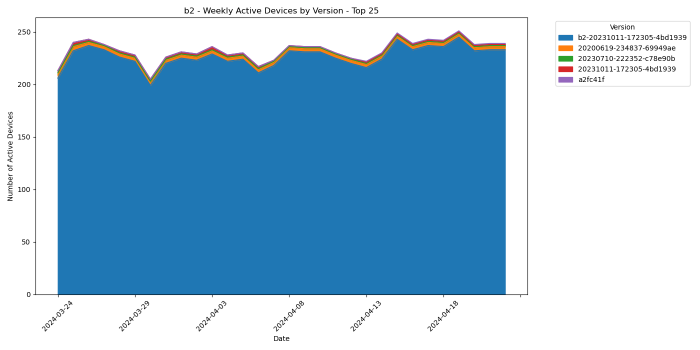 b2 - Weekly Active Devices by Version - Top 25
Number of Active Devices
250
200
150
100
50
0
2024-03-24
2024-03-29
2024-04-03
2024-04-08
2024-04-13
2024-04-18
Date
Version
b2-20231011-172305-4bd1939
20200619-234837-69949ae
20230710-222352-c78e90b
20231011-172305-4bd1939
a2fc41f